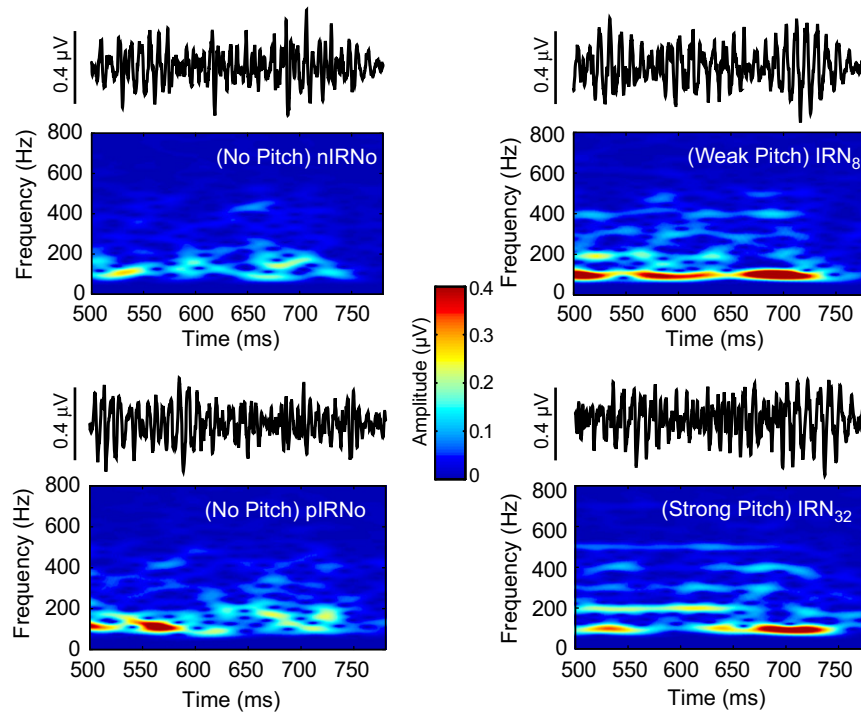 0.4 µV
0.4 µV
800
600
400
200
0
Frequency (Hz)
(No Pitch) nIRNo
500 550 600 650 700 750
Time (ms)
800
600
400
200
0
Frequency (Hz)
(Weak Pitch) IRN8
500 550 600 650 700 750
Time (ms)
Amplitude (µV)
0.4
0.3
0.2
0.1
0
0.4 µV
0.4 µV
800
600
400
200
0
Frequency (Hz)
(No Pitch) pIRNo
500 550 600 650 700 750
Time (ms)
800
600
400
200
0
Frequency (Hz)
(Strong Pitch) IRN32
500 550 600 650 700 750
Time (ms)